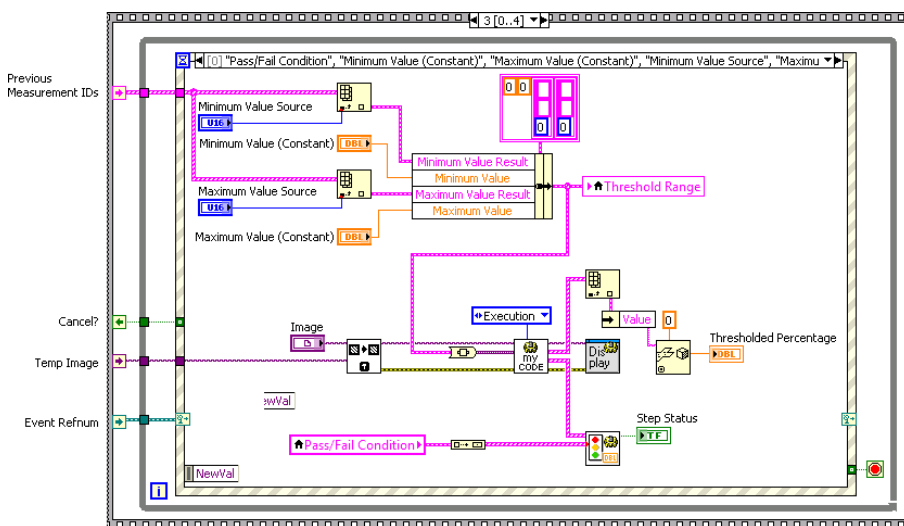 3 [0..4]
[0] "Pass/Fail Condition", "Minimum Value (Constant)", "Maximum Value (Constant)", "Minimum Value Source", "Maximu
Previous
Measurement IDs
Minimum Value Source
U16
Minimum Value (Constant)
DBL
Maximum Value Source
U16
Maximum Value (Constant)
DBL
0 0
0 0
Minimum Value Result
Minimum Value
Maximum Value Result
Maximum Value
Threshold Range
Execution
Value
0
Thresholded Percentage
DBL
Cancel?
Image
Temp Image
my
CODE
Dis
play
NewVal
Event Refnum
Step Status
TF
Pass/Fail Condition
DBL
NewVal
i